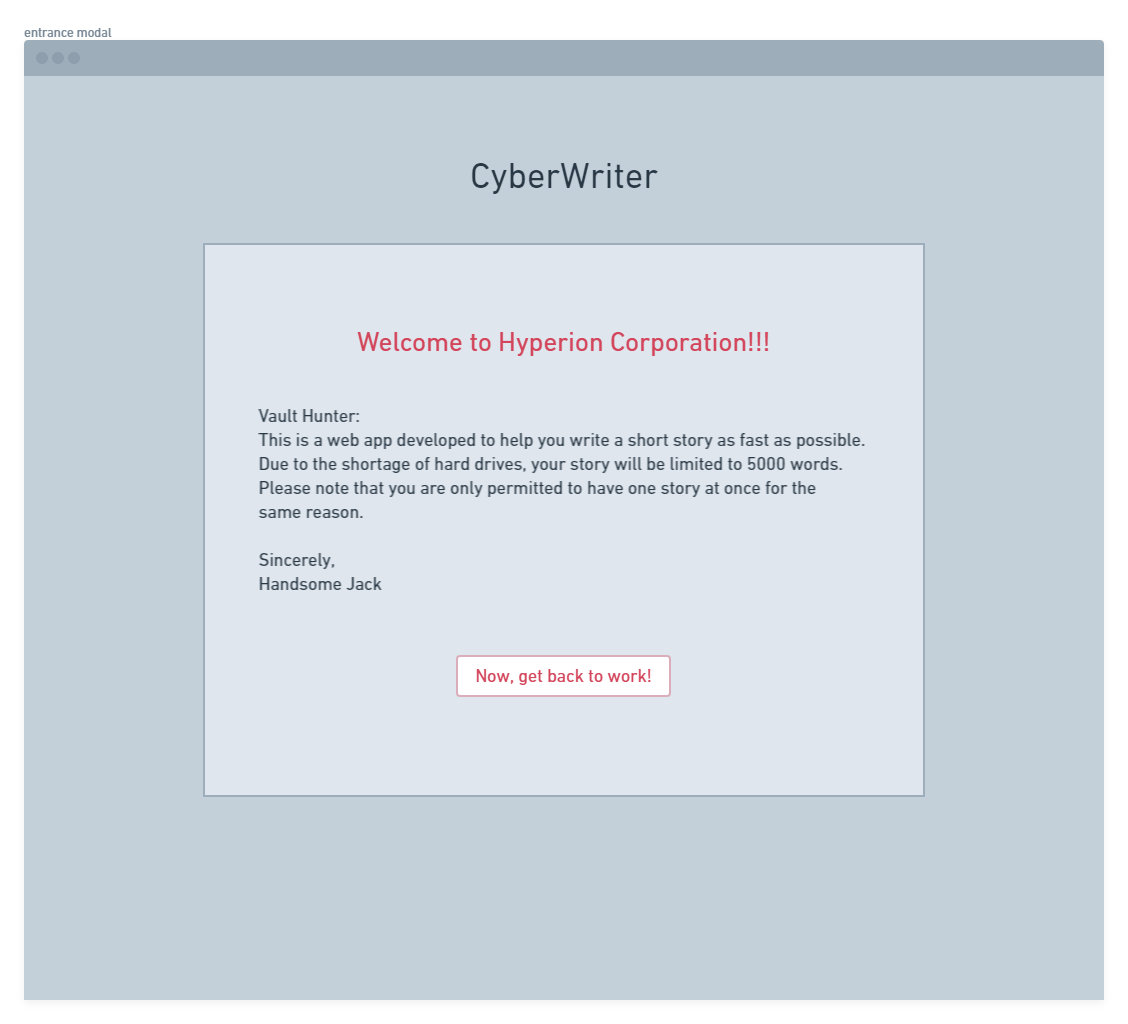 entrance modal
CyberWriter
Welcome to Hyperion Corporation!!!
Vault Hunter:
This is a web app developed to help you write a short story as fast as possible.
Due to the shortage of hard drives, your story will be limited to 5000 words.
Please note that you are only permitted to have one story at once for the
same reason.
Sincerely,
Handsome Jack
Now, get back to work!